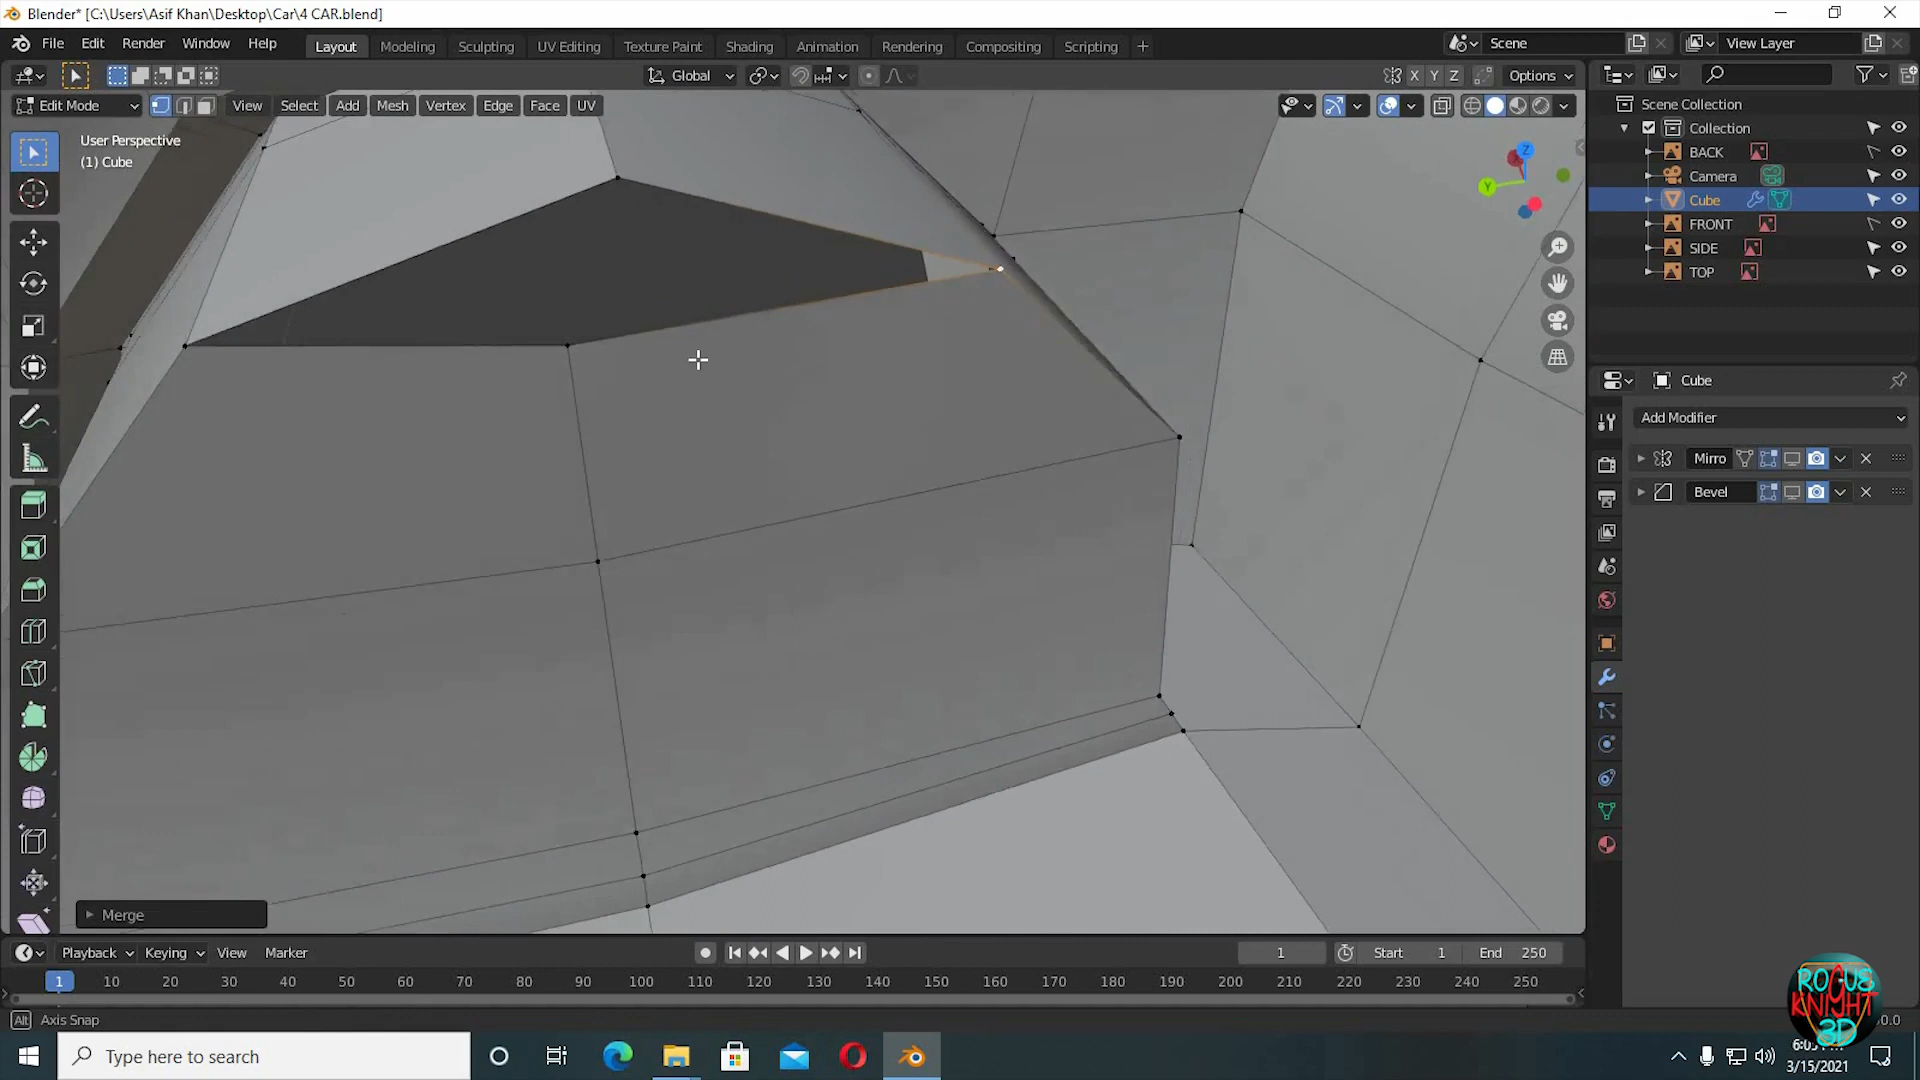 Blender* [C:\Users\Asif Khan\Desktop\Car\4 CAR.blend]
File Edit Render Window Help Layout Modeling Sculpting UV Editing Texture Paint Shading Animation Rendering Compositing Scripting + Scene View Layer
Global X Y Z Options
Edit Mode View Select Add Mesh Vertex Edge Face UV
User Perspective
(1) Cube
Z
Y
Scene Collection
Collection
BACK
Camera
Cube
FRONT
SIDE
TOP
Cube
Add Modifier
Mirro
Bevel
Merge
Playback Keying View Marker 1 Start 1 End 250
1 10 20 30 40 50 60 70 80 90 100 110 120 130 140 150 160 170 180 190 200 210 220 230 240 250
Alt Axis Snap
ROGUE
KNIGHT
3D
Type here to search
3/15/2021